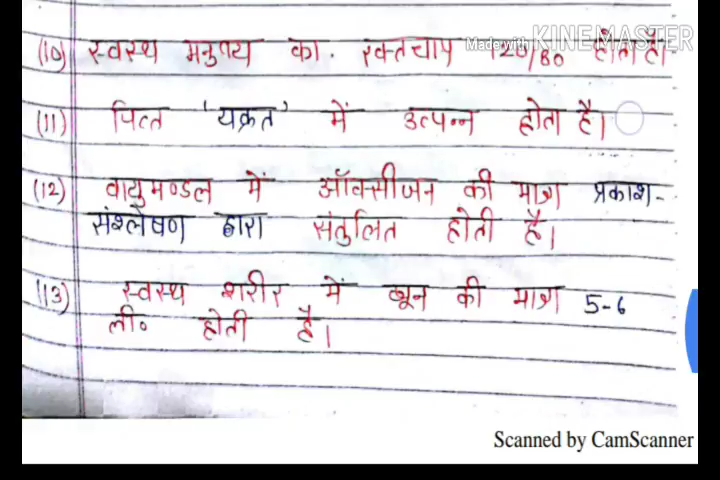 Made with KINEMASTER
(10) स्वस्थ मनुष्य का. रक्तचाप 120/80 होता है।
(11) पित्त 'यक्रत' में उत्पन्न होता है।
(12) वायुमण्डल में ऑक्सीजन की मात्रा प्रकाश-
संश्लेषण द्वारा संतुलित होती है।
(13) स्वस्थ शरीर में खून की मात्रा 5-6
ली० होती है।
Scanned by CamScanner